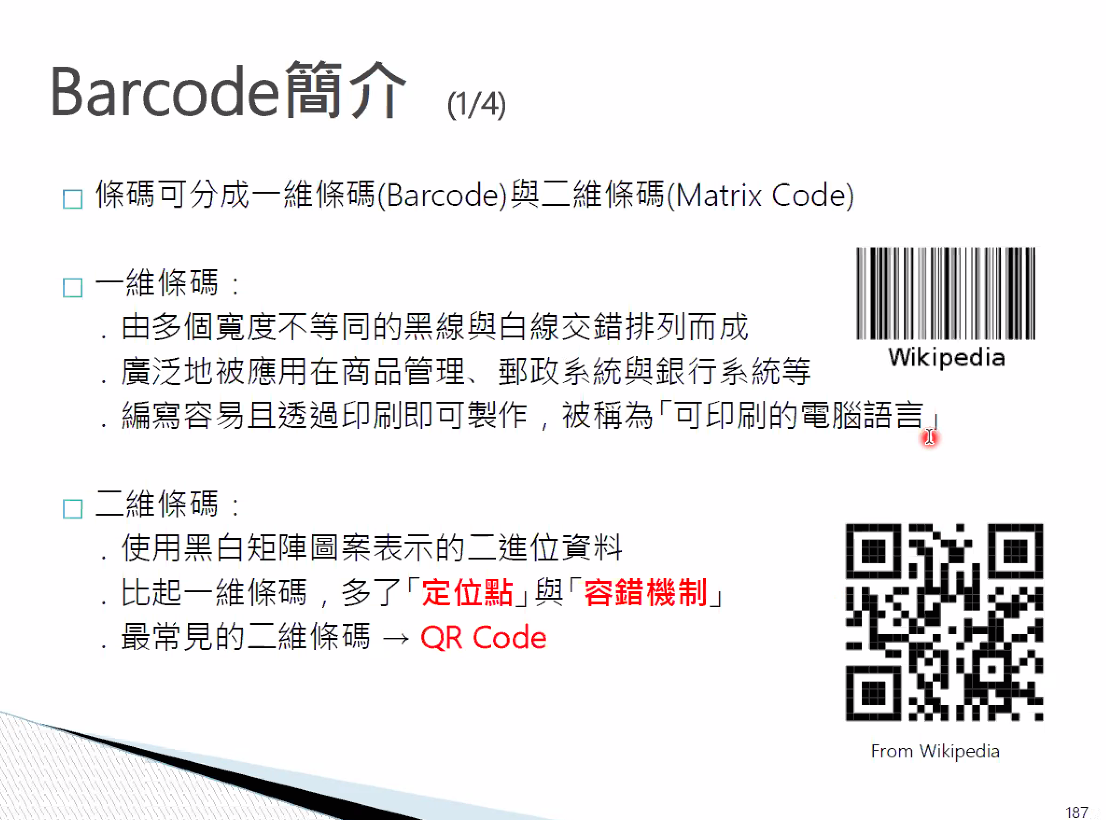 Barcode簡介 (1/4)
條碼可分成一維條碼(Barcode)與二維條碼(Matrix Code)
一維條碼：
. 由多個寬度不等同的黑線與白線交錯排列而成
. 廣泛地被應用在商品管理、郵政系統與銀行系統等
. 編寫容易且透過印刷即可製作，被稱為「可印刷的電腦語言」
Wikipedia
二維條碼：
. 使用黑白矩陣圖案表示的二進位資料
. 比起一維條碼，多了「定位點」與「容錯機制」
. 最常見的二維條碼 → QR Code
From Wikipedia
187